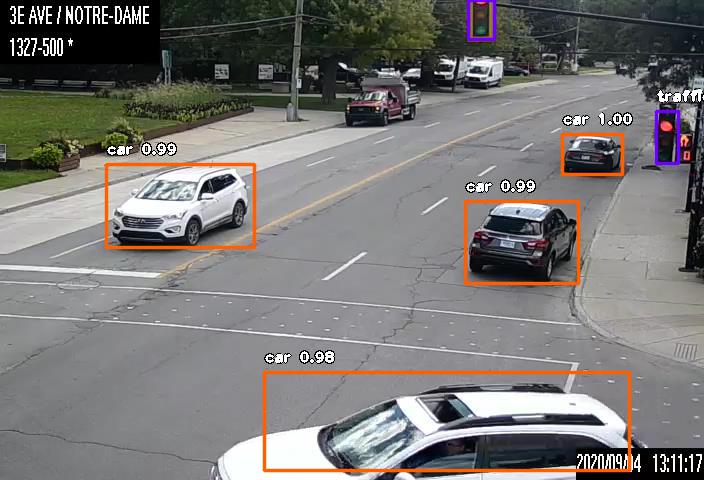 3E AVE / NOTRE-DAME
1327-500 *
traffi
car 1.00
car 0.99
car 0.99
car 0.98
2020/09/04 13:11:17